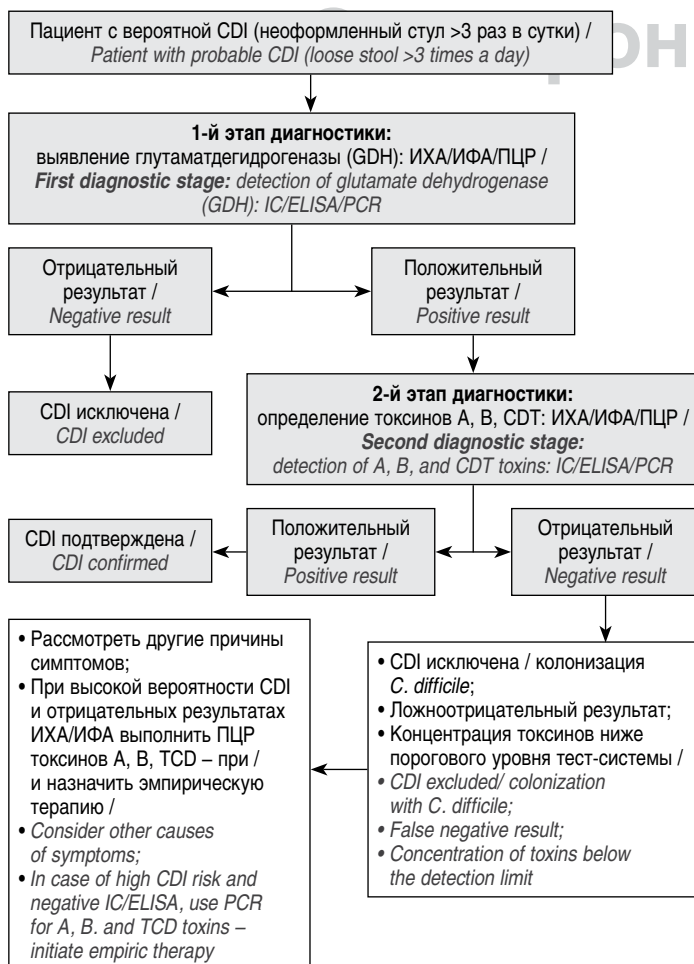 Пациент с вероятной CDI (неоформленный стул >3 раз в сутки) /
Patient with probable CDI (loose stool >3 times a day)
рон
1-й этап диагностики:
выявление глутаматдегидрогеназы (GDH): ИХА/ИФА/ПЦР /
First diagnostic stage: detection of glutamate dehydrogenase
(GDH): IC/ELISA/PCR
Отрицательный
результат /
Negative result
Положительный
результат /
Positive result
CDI исключена /
CDI excluded
2-й этап диагностики:
определение токсинов A, B, CDT: ИХА/ИФА/ПЦР /
Second diagnostic stage:
detection of A, B, and CDT toxins: IC/ELISA/PCR
CDI подтверждена /
CDI confirmed
Положительный
результат /
Positive result
Отрицательный
результат /
Negative result
• Рассмотреть другие причины
симптомов;
• При высокой вероятности CDI
и отрицательных результатах
ИХА/ИФА выполнить ПЦР
токсинов A, B, TCD – при /
и назначить эмпирическую
терапию /
• Consider other causes
of symptoms;
• In case of high CDI risk and
negative IC/ELISA, use PCR
for A, B. and TCD toxins –
initiate empiric therapy
• CDI исключена / колонизация
C. difficile;
• Ложноотрицательный результат;
• Концентрация токсинов ниже
порогового уровня тест-системы /
• CDI excluded/ colonization
with C. difficile;
• False negative result;
• Concentration of toxins below
the detection limit